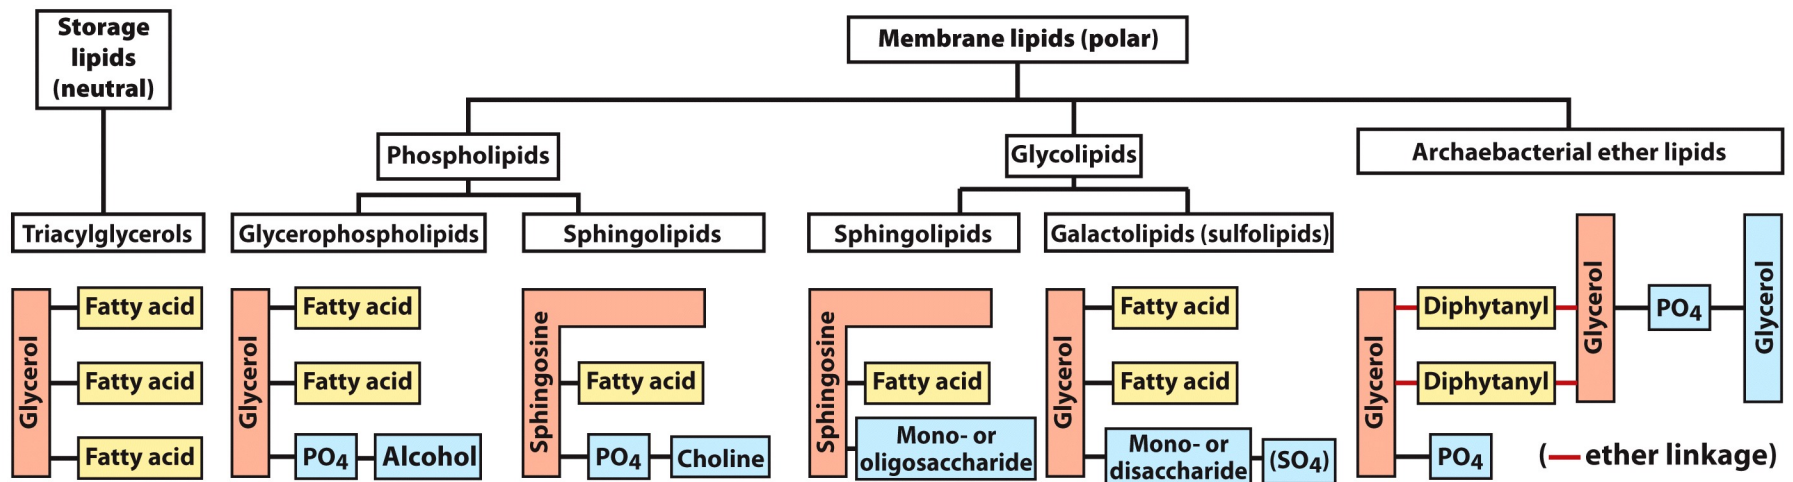 Storage
lipids
(neutral)
Membrane lipids (polar)
Phospholipids
Glycolipids
Archaebacterial ether lipids
Triacylglycerols
Glycerophospholipids
Sphingolipids
Sphingolipids
Galactolipids (sulfolipids)
Glycerol
Fatty acid
Fatty acid
Fatty acid
Glycerol
Fatty acid
Fatty acid
PO4
Alcohol
Sphingosine
Fatty acid
PO4
Choline
Sphingosine
Fatty acid
Mono- or
oligosaccharide
Glycerol
Fatty acid
Fatty acid
Mono- or
disaccharide
(SO4)
Glycerol
Diphytanyl
Diphytanyl
PO4
Glycerol
PO4
Glycerol
(— ether linkage)